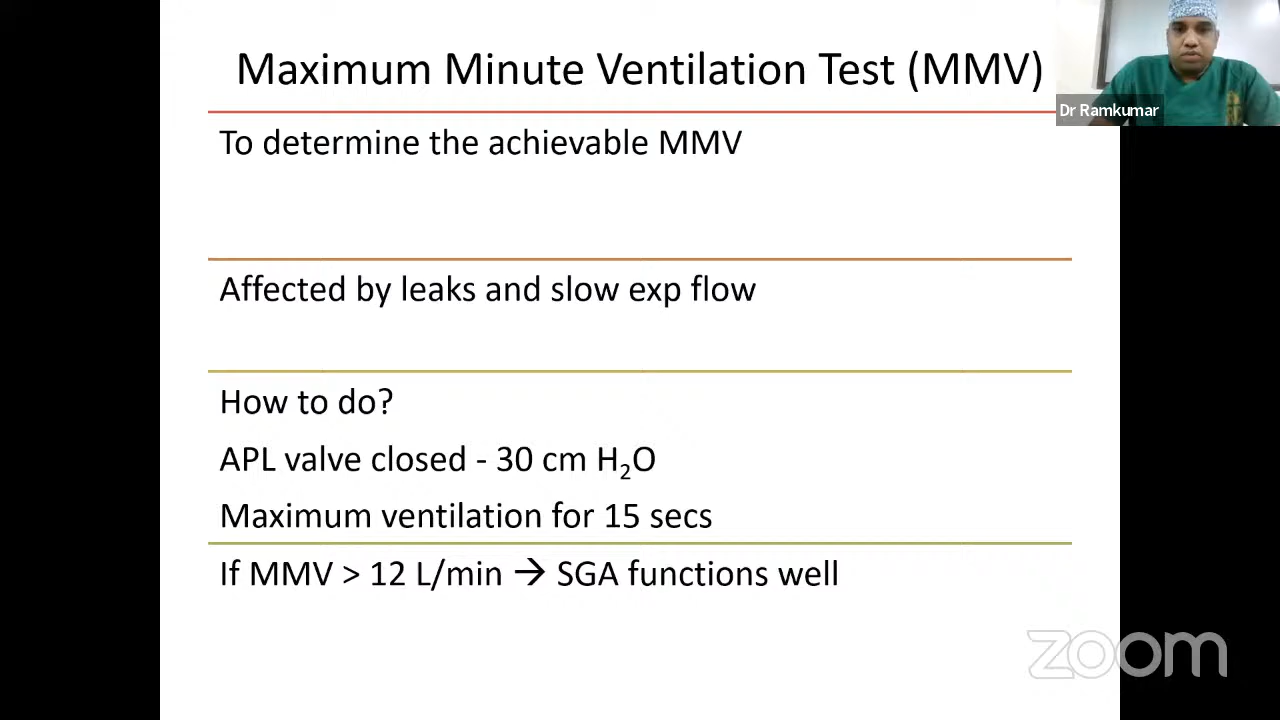 Maximum Minute Ventilation Test (MMV)
Dr Ramkumar
To determine the achievable MMV
Affected by leaks and slow exp flow
How to do?
APL valve closed - 30 cm H₂O
Maximum ventilation for 15 secs
If MMV > 12 L/min → SGA functions well
zoom